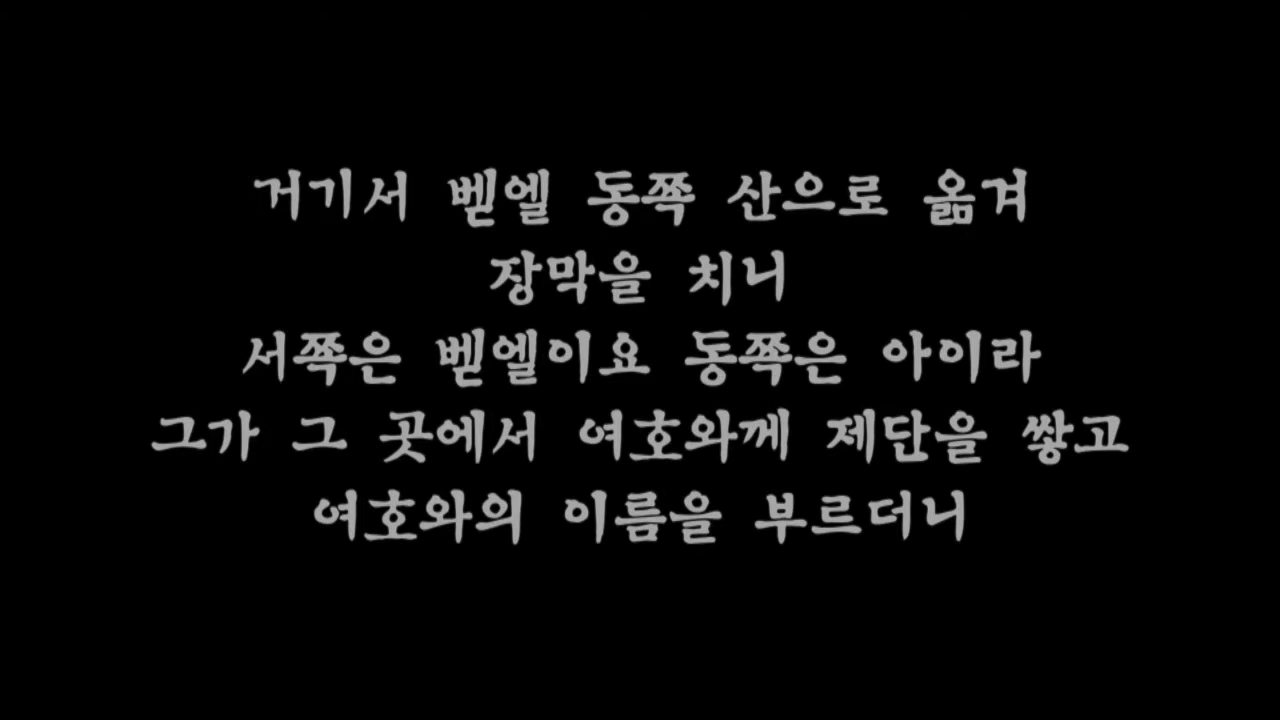 거기서 벧엘 동쪽 산으로 옮겨
장막을 치니
서쪽은 벧엘이요 동쪽은 아이라
그가 그 곳에서 여호와께 제단을 쌓고
여호와의 이름을 부르더니